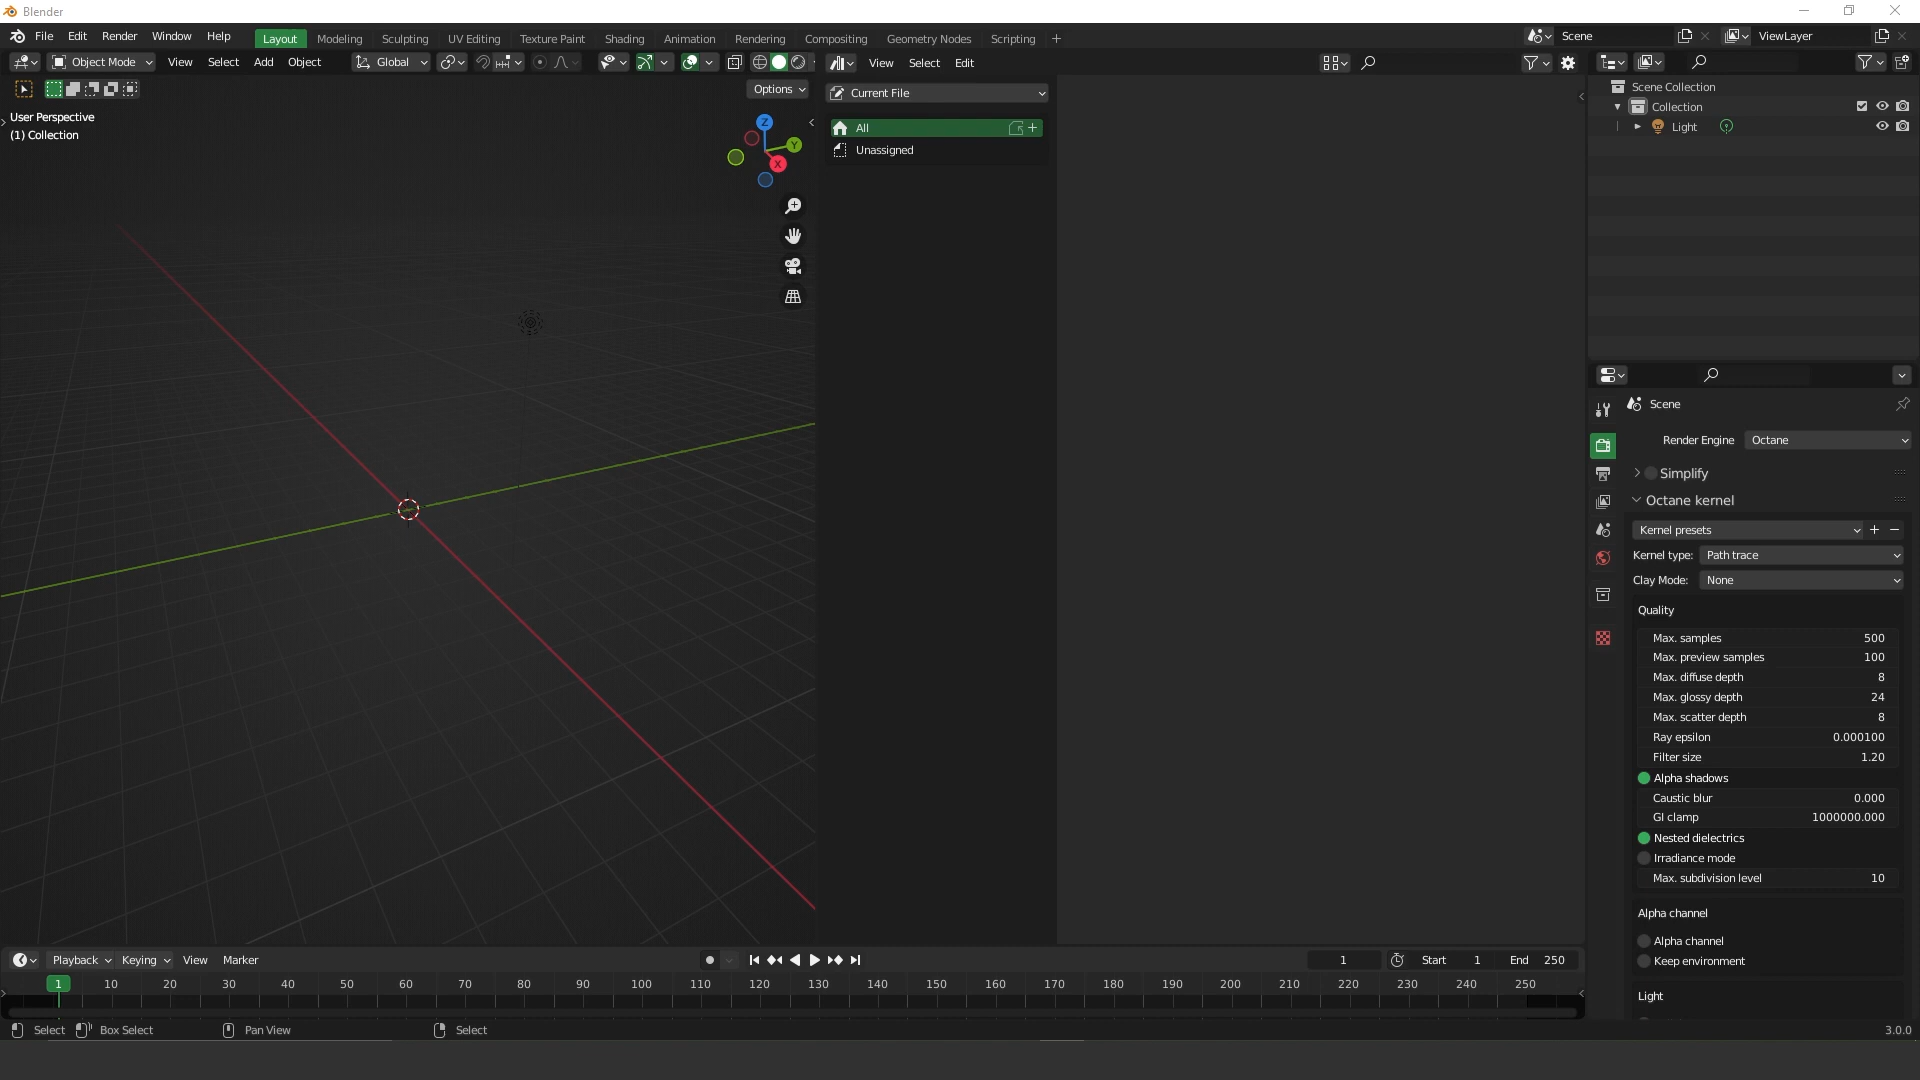 Blender
File Edit Render Window Help
Layout Modeling Sculpting UV Editing Texture Paint Shading Animation Rendering Compositing Geometry Nodes Scripting +
Scene
ViewLayer
Object Mode View Select Add Object Global
View Select Edit
Options
User Perspective
(1) Collection
Z
Y
X
Current File
All
Unassigned
Scene Collection
Collection
Light
Scene
Render Engine Octane
Simplify
Octane kernel
Kernel presets
Kernel type: Path trace
Clay Mode: None
Quality
Max. samples 500
Max. preview samples 100
Max. diffuse depth 8
Max. glossy depth 24
Max. scatter depth 8
Ray epsilon 0.000100
Filter size 1.20
Alpha shadows
Caustic blur 0.000
GI clamp 1000000.000
Nested dielectrics
Irradiance mode
Max. subdivision level 10
Alpha channel
Alpha channel
Keep environment
Light
Playback Keying View Marker
1 Start 1 End 250
1 10 20 30 40 50 60 70 80 90 100 110 120 130 140 150 160 170 180 190 200 210 220 230 240 250
Select Box Select Pan View Select
3.0.0